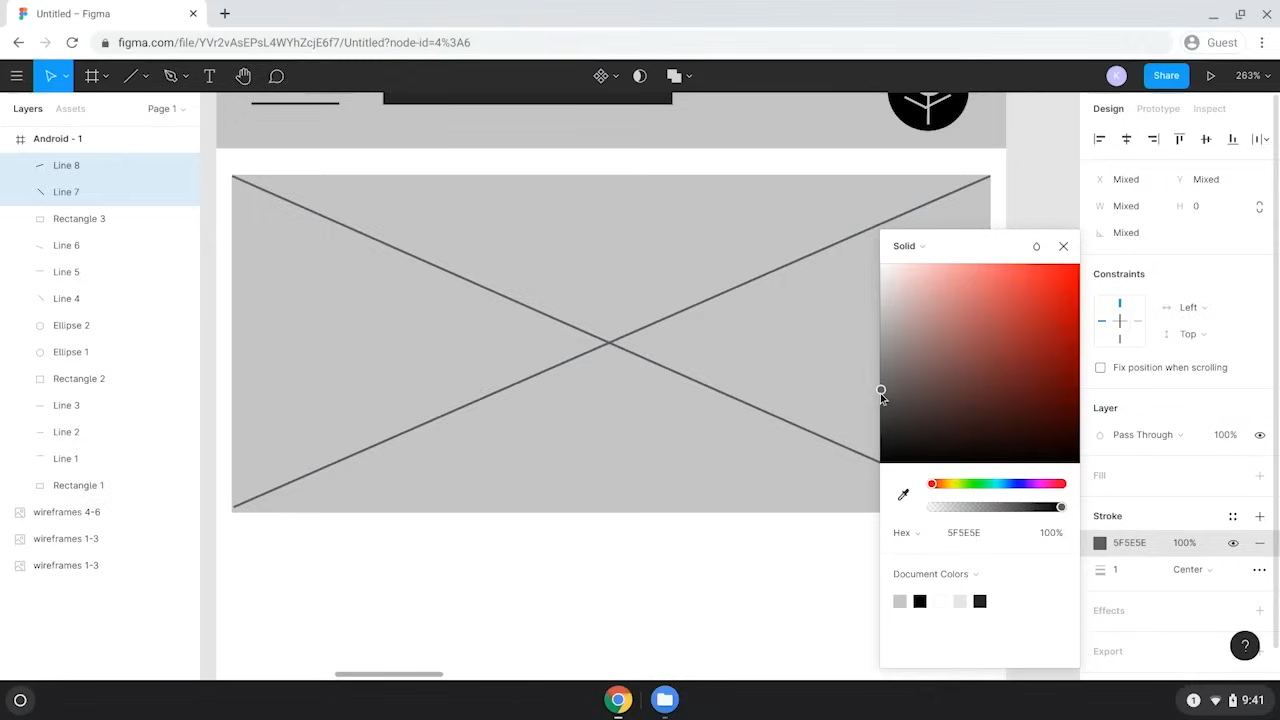 Untitled – Figma
figma.com/file/YVr2vAsEPsL4WYhZcjE6f7/Untitled?node-id=4%3A6
Guest
T
K
Share
263%
Layers
Assets
Page 1
Android - 1
Line 8
Line 7
Rectangle 3
Line 6
Line 5
Line 4
Ellipse 2
Ellipse 1
Rectangle 2
Line 3
Line 2
Line 1
Rectangle 1
wireframes 4-6
wireframes 1-3
wireframes 1-3
Solid
Hex
5F5E5E
100%
Document Colors
Design
Prototype
Inspect
X Mixed
Y Mixed
W Mixed
H 0
Mixed
Constraints
Left
Top
Fix position when scrolling
Layer
Pass Through
100%
Fill
Stroke
5F5E5E
100%
1
Center
Effects
Export
?
1
9:41